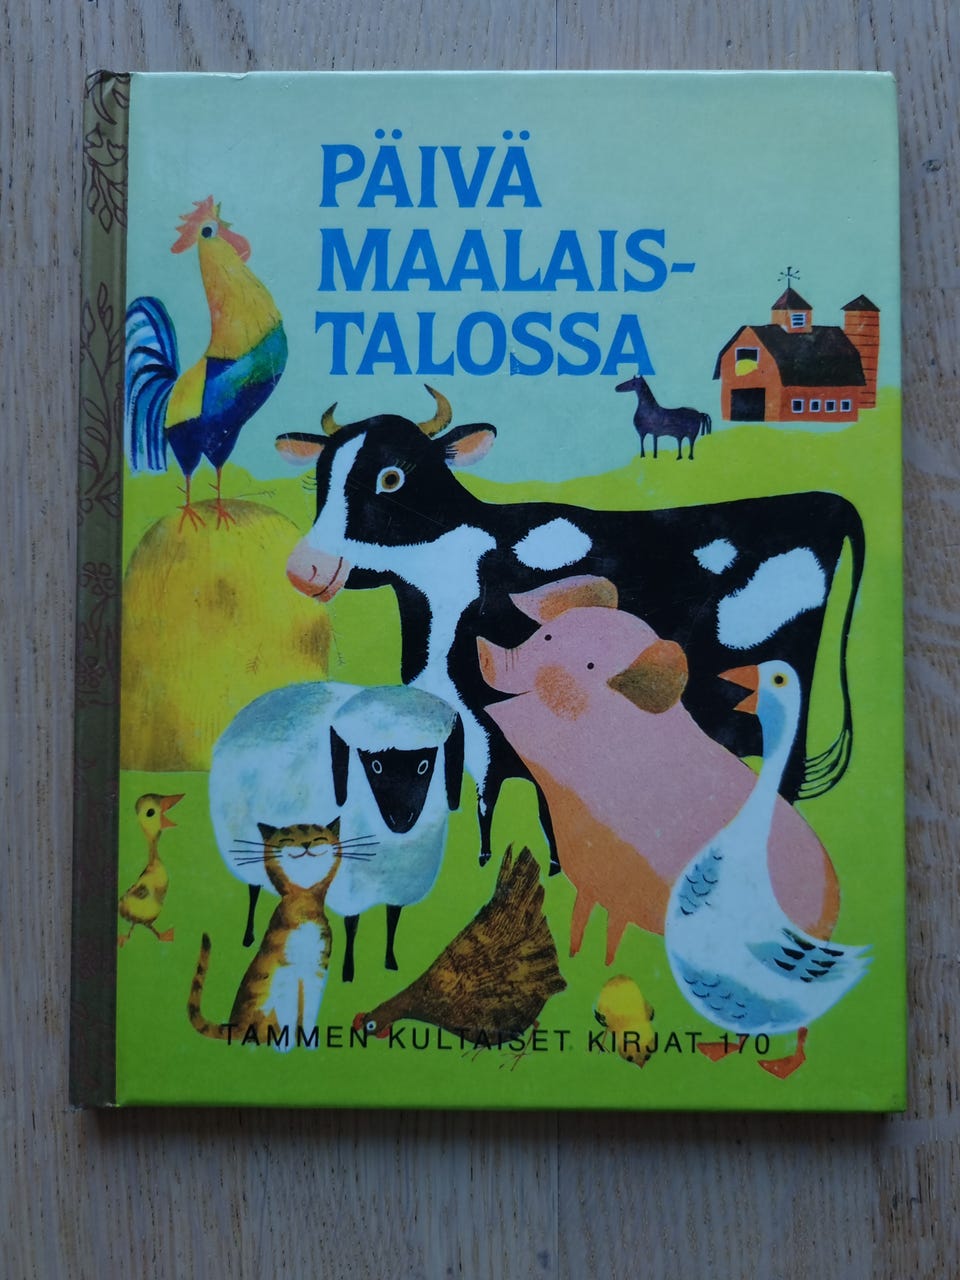 PÄIVÄ
MAALAIS-
TALOSSA
TAMMEN KULTAISET KIRJAT 170